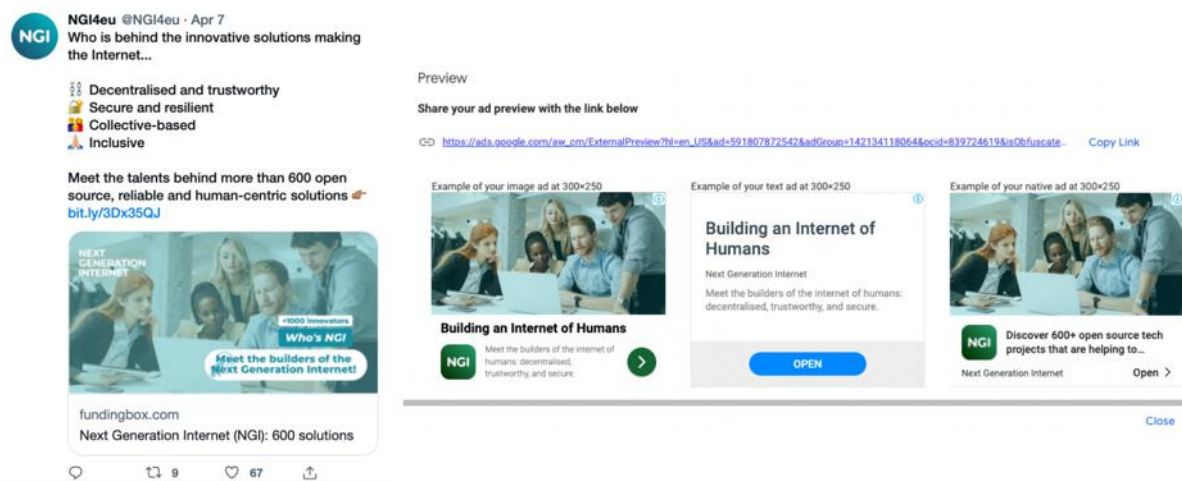 NGI4eu @NGI4eu · Apr 7
NGI
Who is behind the innovative solutions making
the Internet...
Decentralised and trustworthy
Secure and resilient
Collective-based
Inclusive
Meet the talents behind more than 600 open
source, reliable and human-centric solutions
bit.ly/3Dx35QJ
NEXT
GENERATION
INTERNET
+1000 innovators
Who's NGI
Meet the builders of the
Next Generation Internet!
fundingbox.com
Next Generation Internet (NGI): 600 solutions
9
67
Preview
Share your ad preview with the link below
https://ads.google.com/aw_cm/ExternalPreview?hl=en_US&ad=591807872542&adGroup=142134118064&ocid=839724619&isObfuscate... Copy Link
Example of your image ad at 300×250
Building an Internet of Humans
NGI
Meet the builders of the internet of
humans: decentralised,
trustworthy, and secure.
Example of your text ad at 300×250
Building an Internet of
Humans
Next Generation Internet
Meet the builders of the internet of humans:
decentralised, trustworthy, and secure.
OPEN
Example of your native ad at 300×250
NGI
Discover 600+ open source tech
projects that are helping to...
Next Generation Internet Open
Close